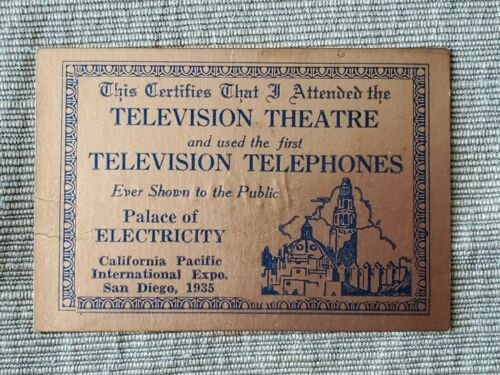 This Certifies That I Attended the
TELEVISION THEATRE
and used the first
TELEVISION TELEPHONES
Ever Shown to the Public
Palace of
ELECTRICITY
California Pacific
International Expo.
San Diego, 1935